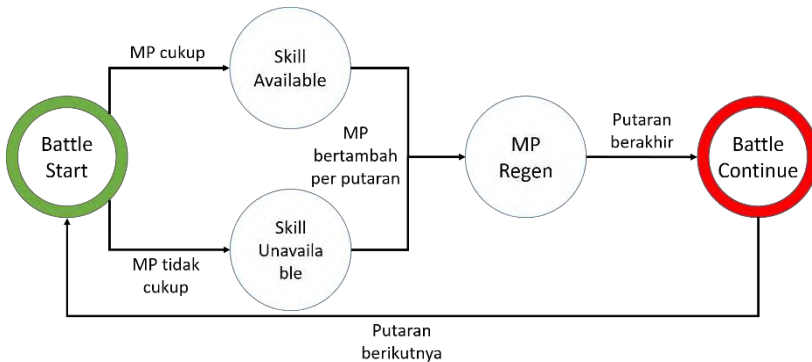 MP cukup
Skill
Available
Battle
Start
MP
bertambah
per putaran
MP
Regen
Putaran
berakhir
Battle
Continue
MP tidak
cukup
Skill
Unavaila
ble
Putaran
berikutnya